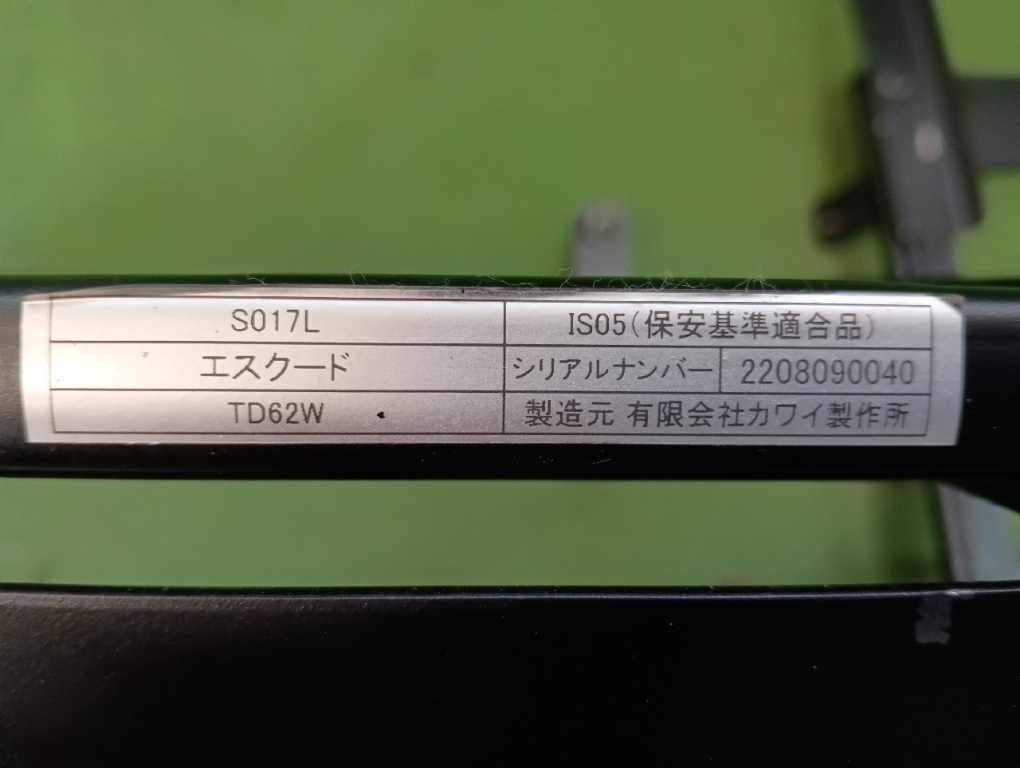 S017L
IS05(保安基準適合品)
エスクード
シリアルナンバー 2208090040
TD62W
製造元 有限会社カワイ製作所